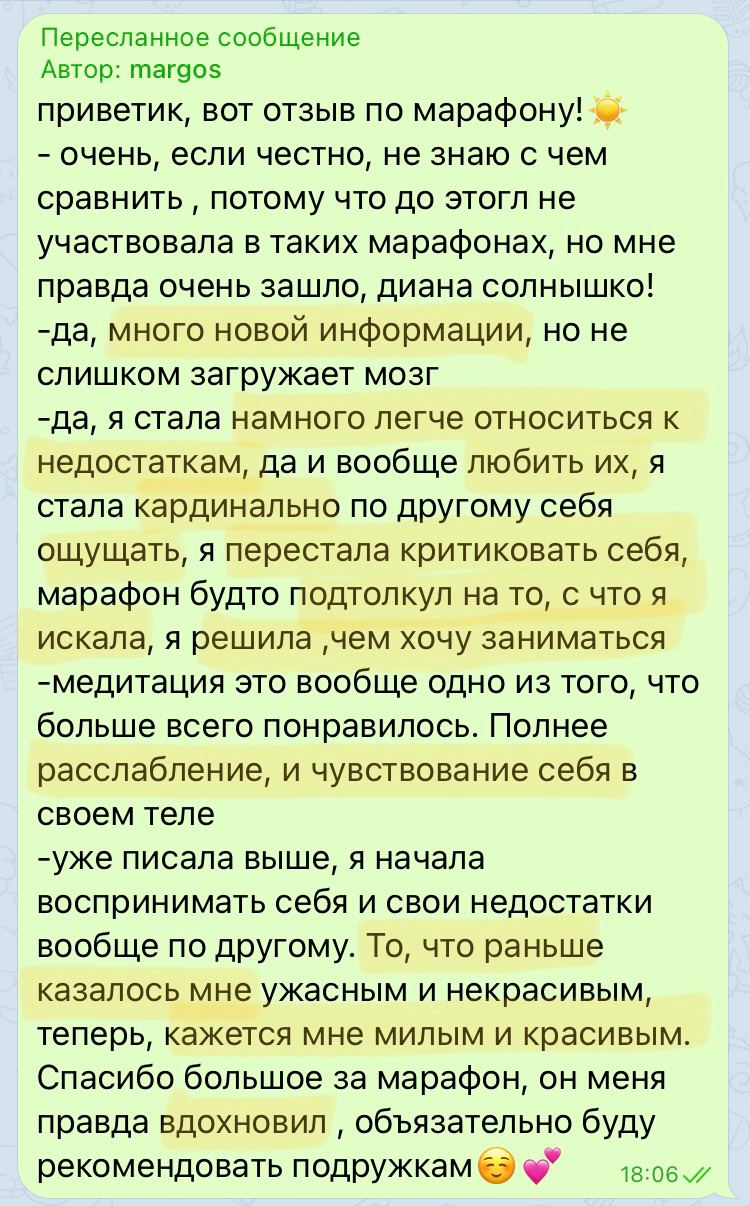 Пересланное сообщение
Автор: margos
приветик, вот отзыв по марафону!☀️
- очень, если честно, не знаю с чем
сравнить , потому что до этогл не
участвовала в таких марафонах, но мне
правда очень зашло, диана солнышко!
-да, много новой информации, но не
слишком загружает мозг
-да, я стала намного легче относиться к
недостаткам, да и вообще любить их, я
стала кардинально по другому себя
ощущать, я перестала критиковать себя,
марафон будто подтолкул на то, с что я
искала, я решила ,чем хочу заниматься
-медитация это вообще одно из того, что
больше всего понравилось. Полнее
расслабление, и чувствование себя в
своем теле
-уже писала выше, я начала
воспринимать себя и свои недостатки
вообще по другому. То, что раньше
казалось мне ужасным и некрасивым,
теперь, кажется мне милым и красивым.
Спасибо большое за марафон, он меня
правда вдохновил , объязательно буду
рекомендовать подружкам☺️💕
18:06